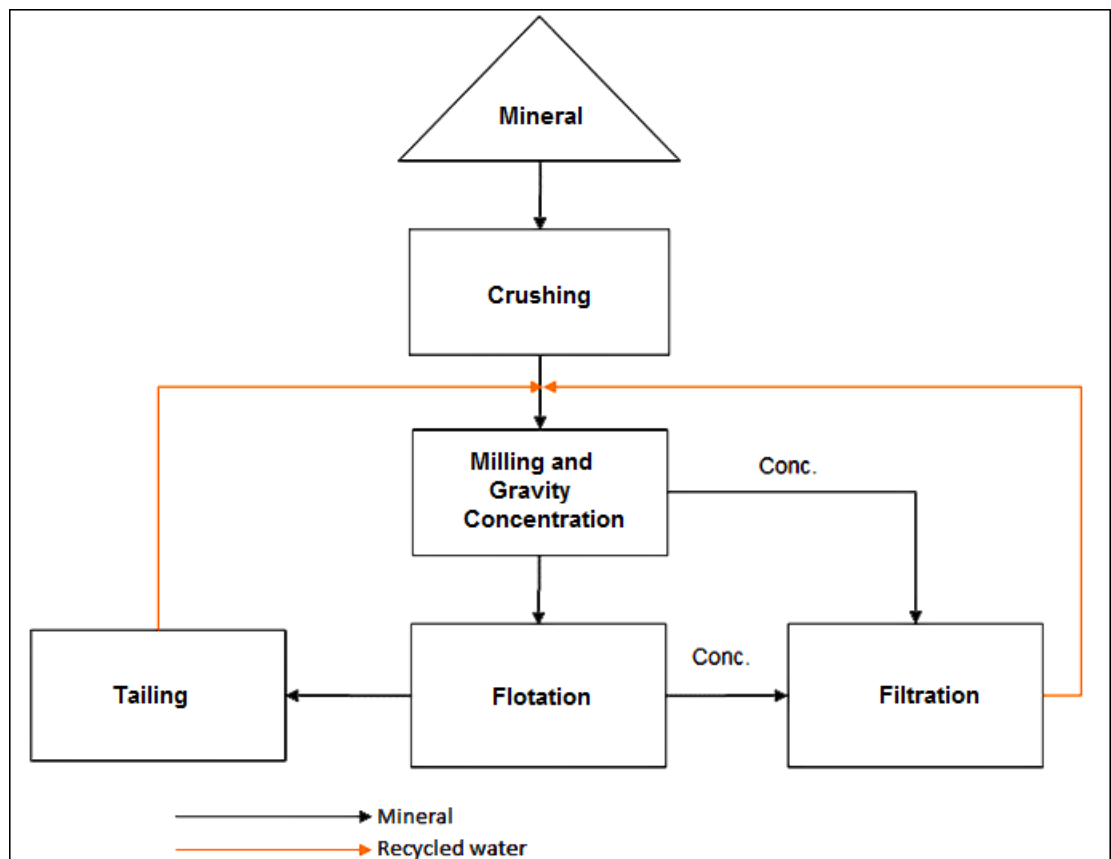 Mineral
Crushing
Milling and
Gravity
Concentration
Conc.
Tailing
Flotation
Conc.
Filtration
Mineral
Recycled water